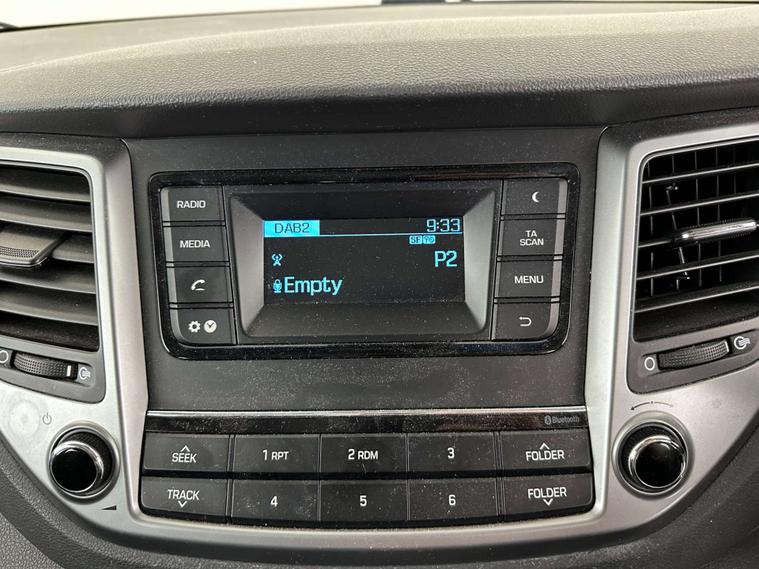 RADIO
MEDIA
DAB2 9:33
SF
P2
Empty
TA
SCAN
MENU
Bluetooth
SEEK
1 RPT
2 RDM
3
FOLDER
TRACK
4
5
6
FOLDER